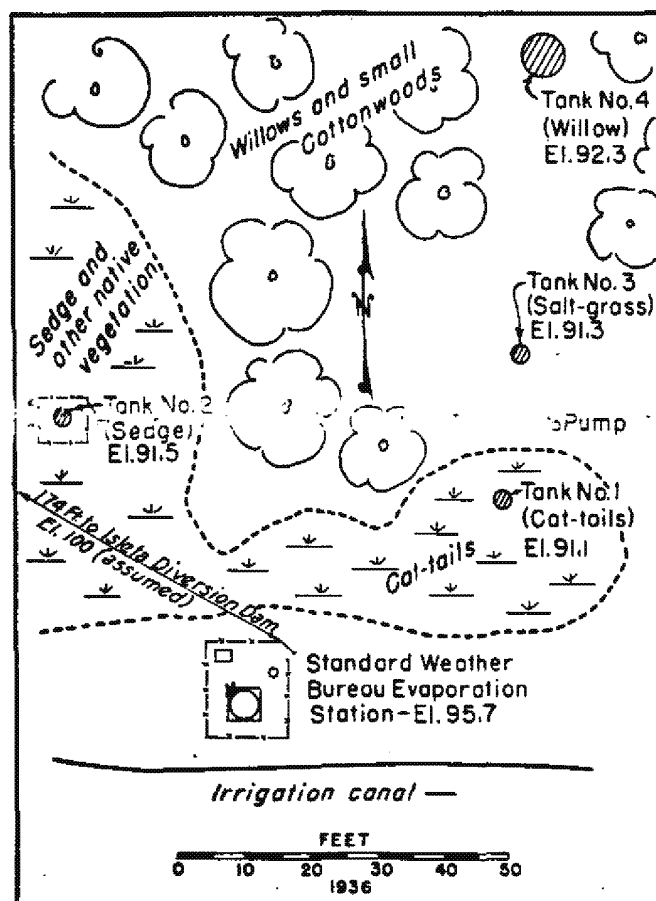 Willows and small
Cottonwoods
Tank No. 4
(Willow)
El. 92.3
Sedge and
other native
vegetation
N
Tank No. 3
(Salt-grass)
El. 91.3
Tank No. 2
(Sedge)
El. 91.5
Pump
Tank No. 1
(Cat-tails)
El. 91.1
Cat-tails
174 Ft to Isleta Diversion Dam
El. 100 (assumed)
Standard Weather
Bureau Evaporation
Station-El. 95.7
Irrigation canal
FEET
0 10 20 30 40 50
1936